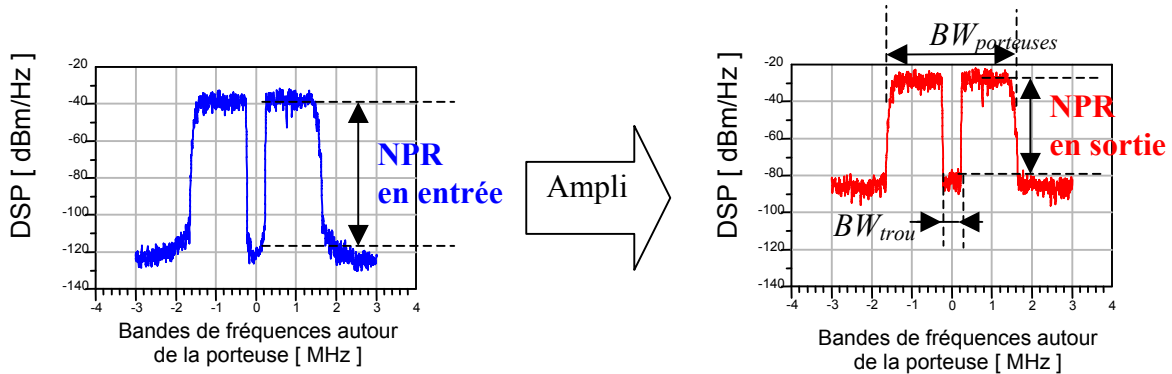 DSP [ dBm/Hz]
-20
-40
-60
-80
-100
-120
-140
-4
-3
-2
-1
0
1
2
3
4
NPR
en entrée
Bandes de fréquences autour
de la porteuse [ MHz ]
Ampli
DSP [ dBm/Hz]
-20
-40
-60
-80
-100
-120
-140
-4
-3
-2
-1
0
1
2
3
4
BWporteuses
NPR
en sortie
BWtrou
Bandes de fréquences autour
de la porteuse [ MHz ]